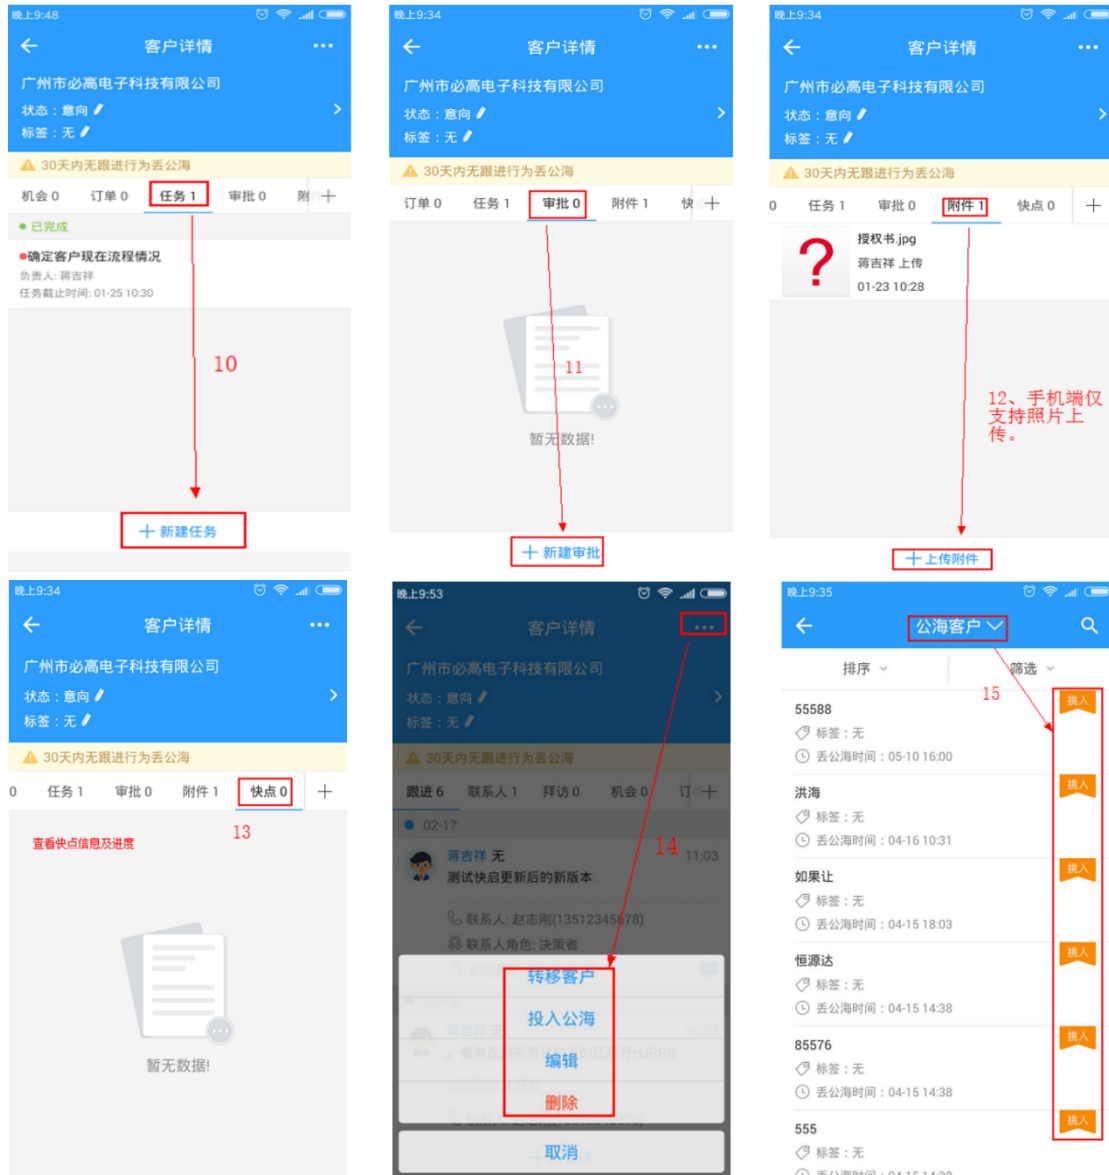 晚上9:48
客户详情
广州市必高电子科技有限公司
状态：意向
标签：无
30天内无跟进行为丢公海
机会 0 订单 0 任务 1 审批 0 附
已完成
确定客户现在流程情况
负责人: 蒋吉祥
任务截止时间: 01-25 10:30
10
新建任务
晚上9:34
客户详情
广州市必高电子科技有限公司
状态：意向
标签：无
30天内无跟进行为丢公海
订单 0 任务 1 审批 0 附件 1 快
11
暂无数据!
新建审批
晚上9:34
客户详情
广州市必高电子科技有限公司
状态：意向
标签：无
30天内无跟进行为丢公海
0 任务 1 审批 0 附件 1 快点 0
?
授权书.jpg
蒋吉祥 上传
01-23 10:28
12、手机端仅
支持照片上
传。
上传附件
晚上9:34
客户详情
广州市必高电子科技有限公司
状态：意向
标签：无
30天内无跟进行为丢公海
0 任务 1 审批 0 附件 1 快点 0
13
查看快点信息及进度
暂无数据!
晚上9:53
客户详情
广州市必高电子科技有限公司
状态：意向
标签：无
30天内无跟进行为丢公海
跟进 6 联系人 1 拜访 0 机会 0 订
02-17
14
蒋吉祥 无 11:03
测试快启更新后的新版本
联系人: 赵志刚(13512345678)
联系人角色: 决策者
转移客户
投入公海
编辑
删除
取消
晚上9:35
公海客户
排序 筛选
15
55588 挑入
标签：无
丢公海时间：05-10 16:00
洪海 挑入
标签：无
丢公海时间：04-16 10:31
如果让 挑入
标签：无
丢公海时间：04-15 18:03
恒源达 挑入
标签：无
丢公海时间：04-15 14:38
85576 挑入
标签：无
丢公海时间：04-15 14:38
555 挑入
标签：无